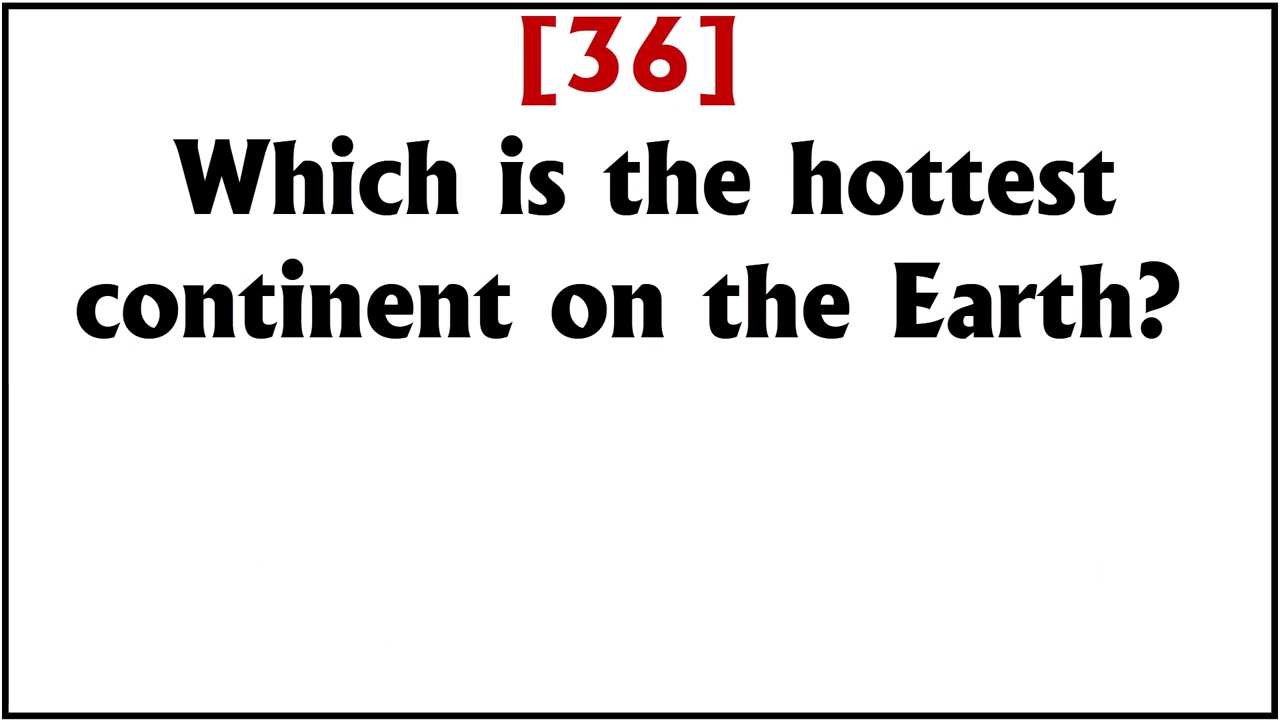 [36]
Which is the hottest
continent on the Earth?